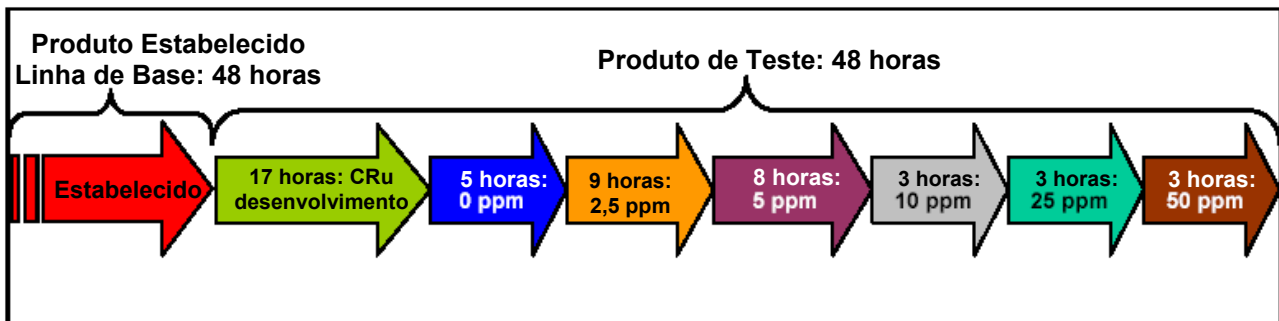 Produto Estabelecido
Linha de Base: 48 horas
Produto de Teste: 48 horas
Estabelecido
17 horas: CRu
desenvolvimento
5 horas:
0 ppm
9 horas:
2,5 ppm
8 horas:
5 ppm
3 horas:
10 ppm
3 horas:
25 ppm
3 horas:
50 ppm